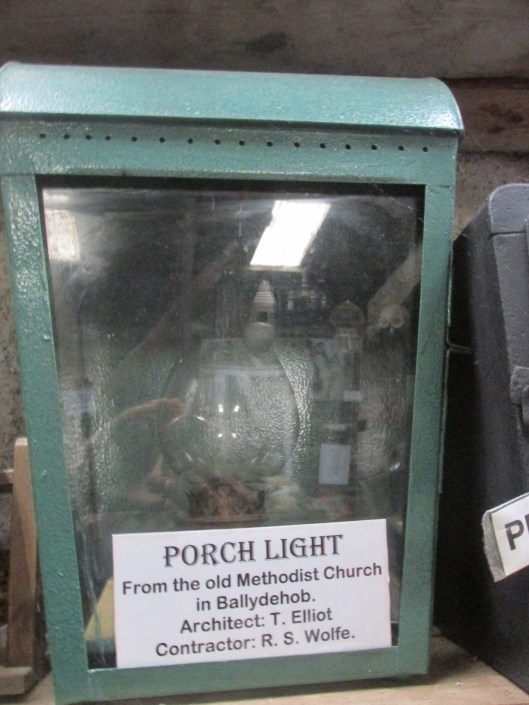 PORCH LIGHT
From the old Methodist Church
in Ballydehob.
Architect: T. Elliot
Contractor: R. S. Wolfe.
P